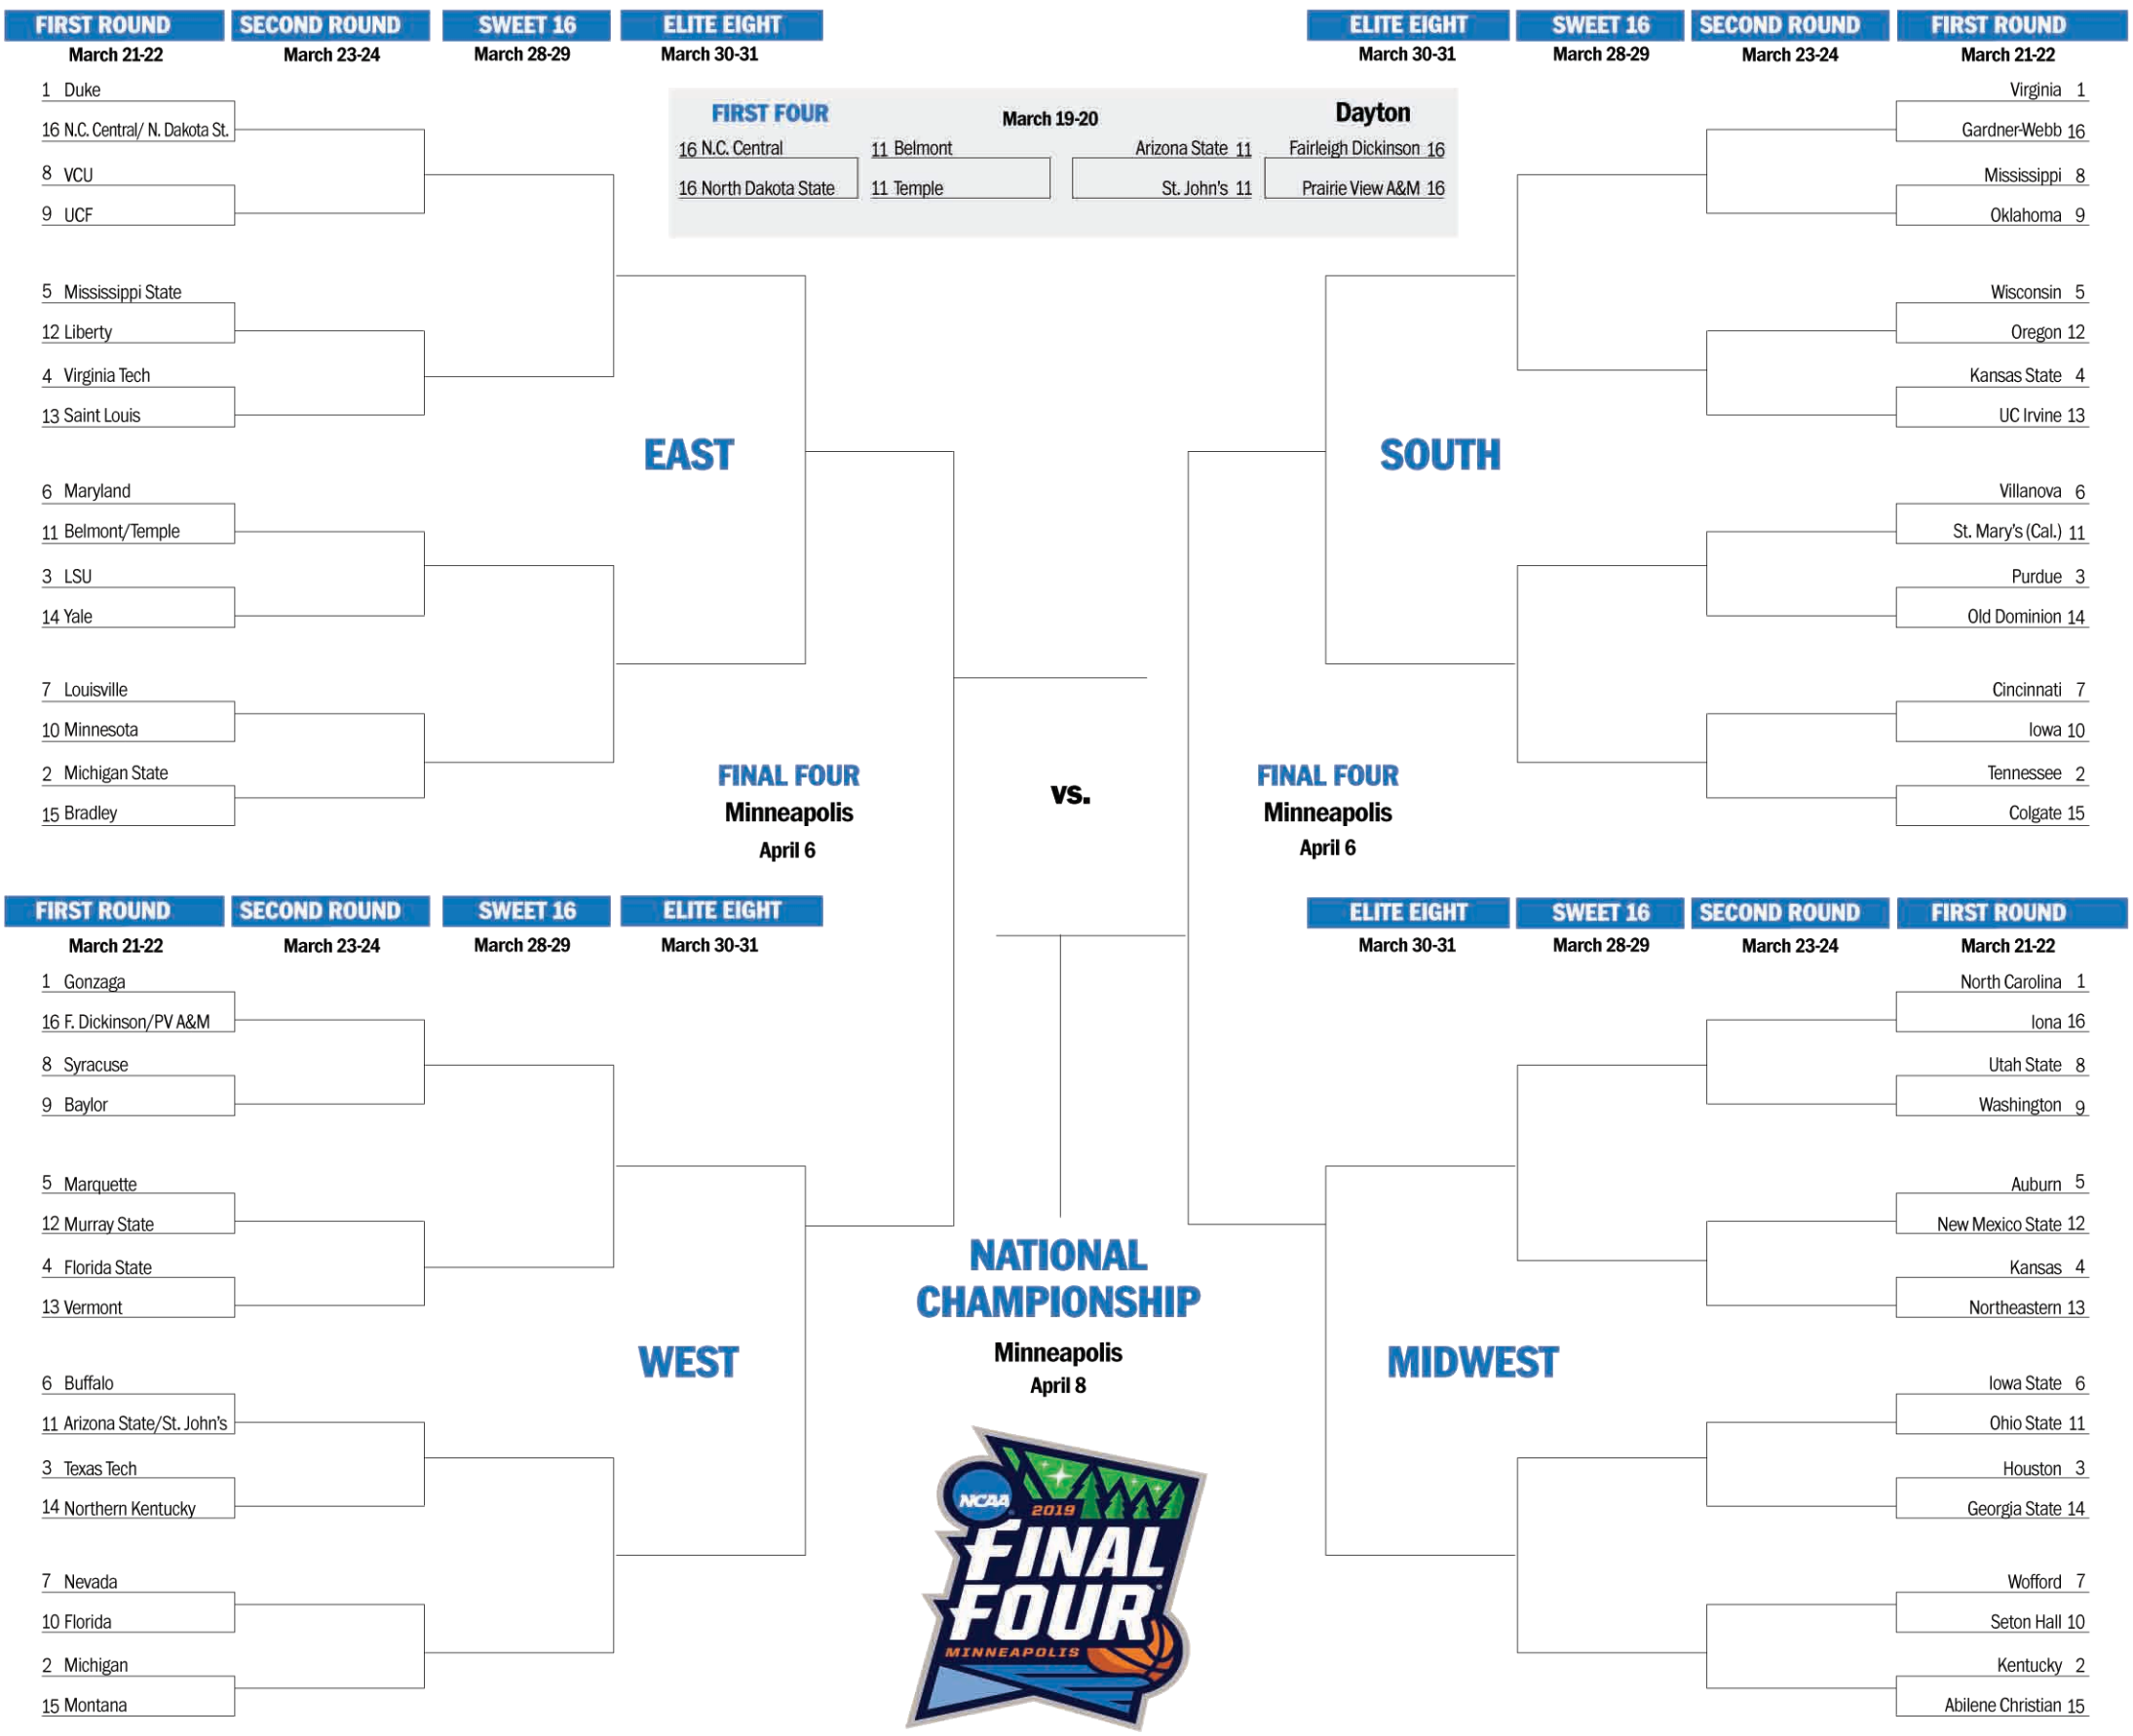 FIRST ROUND SECOND ROUND SWEET 16 ELITE EIGHT
March 21-22 March 23-24 March 28-29 March 30-31
1 Duke
16 N.C. Central/ N. Dakota St.
8 VCU
9 UCF
5 Mississippi State
12 Liberty
4 Virginia Tech
13 Saint Louis
6 Maryland
11 Belmont/Temple
3 LSU
14 Yale
7 Louisville
10 Minnesota
2 Michigan State
15 Bradley
EAST
FIRST FOUR March 19-20 Dayton
16 N.C. Central 11 Belmont Arizona State 11 Fairleigh Dickinson 16
16 North Dakota State 11 Temple St. John's 11 Prairie View A&M 16
ELITE EIGHT SWEET 16 SECOND ROUND FIRST ROUND
March 30-31 March 28-29 March 23-24 March 21-22
Virginia 1
Gardner-Webb 16
Mississippi 8
Oklahoma 9
Wisconsin 5
Oregon 12
Kansas State 4
UC Irvine 13
Villanova 6
St. Mary's (Cal.) 11
Purdue 3
Old Dominion 14
Cincinnati 7
Iowa 10
Tennessee 2
Colgate 15
SOUTH
FINAL FOUR
Minneapolis
April 6
vs.
FINAL FOUR
Minneapolis
April 6
FIRST ROUND SECOND ROUND SWEET 16 ELITE EIGHT
March 21-22 March 23-24 March 28-29 March 30-31
1 Gonzaga
16 F. Dickinson/PV A&M
8 Syracuse
9 Baylor
5 Marquette
12 Murray State
4 Florida State
13 Vermont
6 Buffalo
11 Arizona State/St. John's
3 Texas Tech
14 Northern Kentucky
7 Nevada
10 Florida
2 Michigan
15 Montana
WEST
ELITE EIGHT SWEET 16 SECOND ROUND FIRST ROUND
March 30-31 March 28-29 March 23-24 March 21-22
North Carolina 1
Iona 16
Utah State 8
Washington 9
Auburn 5
New Mexico State 12
Kansas 4
Northeastern 13
Iowa State 6
Ohio State 11
Houston 3
Georgia State 14
Wofford 7
Seton Hall 10
Kentucky 2
Abilene Christian 15
MIDWEST
NATIONAL
CHAMPIONSHIP
Minneapolis
April 8
NCAA
2019
FINAL
FOUR
MINNEAPOLIS